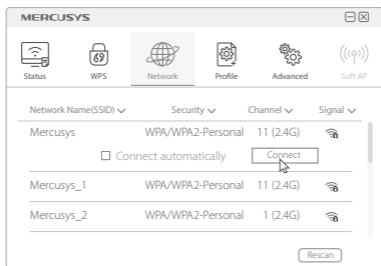 MERCUSYS
Status WPS Network Profile Advanced Soft AP
Network Name(SSID) Security Channel Signal
Mercusys WPA/WPA2-Personal 11 (2.4G)
Connect automatically Connect
Mercusys_1 WPA/WPA2-Personal 11 (2.4G)
Mercusys_2 WPA/WPA2-Personal 1 (2.4G)
Rescan